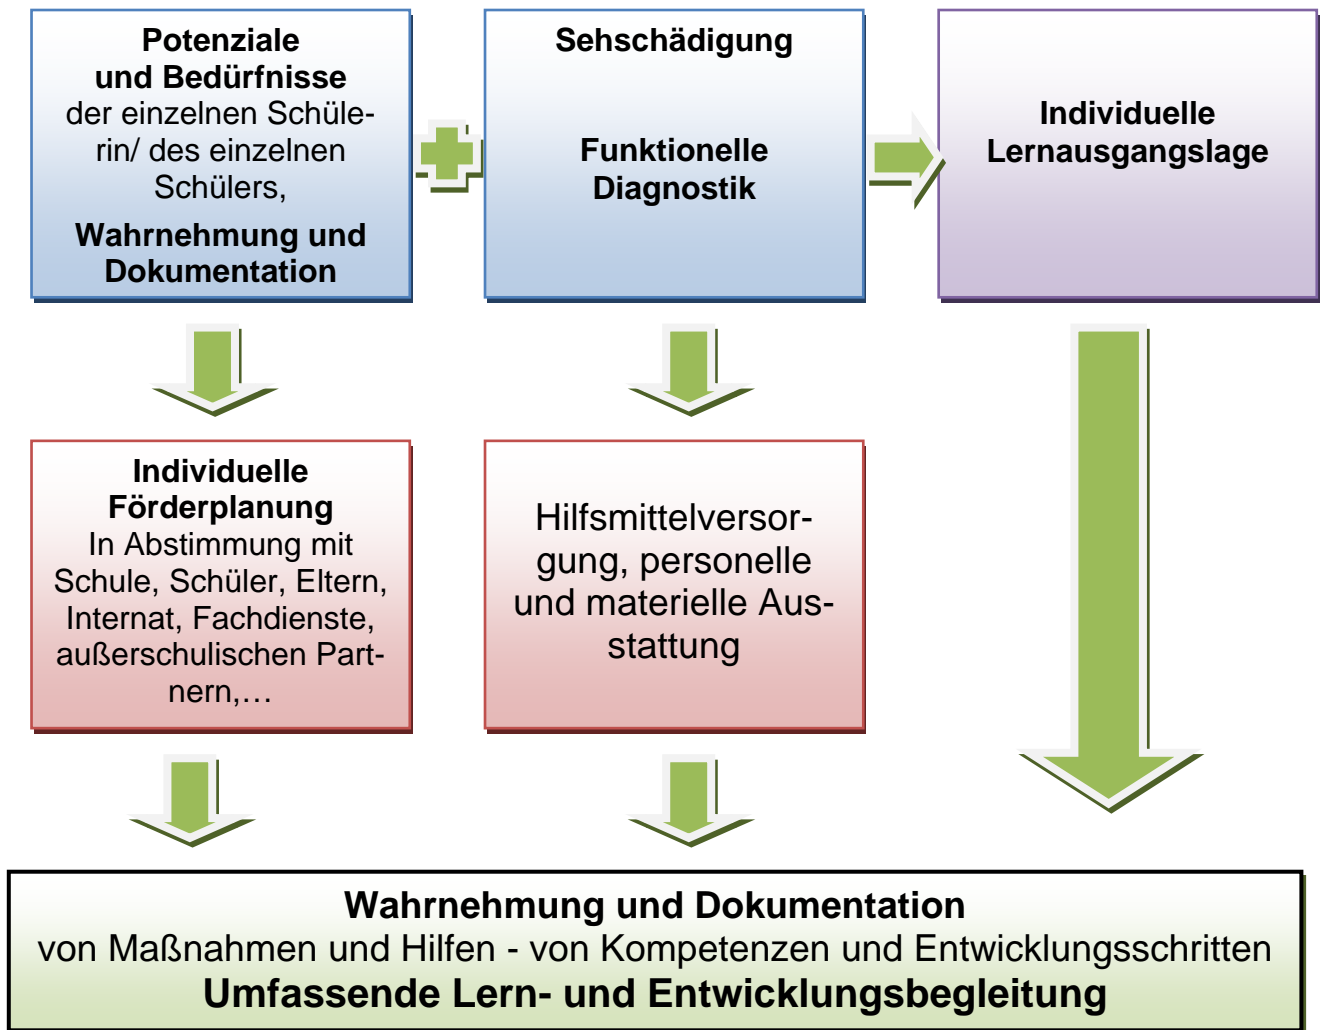 Potenziale
und Bedürfnisse
der einzelnen Schüle-
rin/ des einzelnen
Schülers,
Wahrnehmung und
Dokumentation
Sehschädigung
Funktionelle
Diagnostik
Individuelle
Lernausgangslage
Individuelle
Förderplanung
In Abstimmung mit
Schule, Schüler, Eltern,
Internat, Fachdienste,
außerschulischen Part-
nern,…
Hilfsmittelversor-
gung, personelle
und materielle Aus-
stattung
Wahrnehmung und Dokumentation
von Maßnahmen und Hilfen - von Kompetenzen und Entwicklungsschritten
Umfassende Lern- und Entwicklungsbegleitung